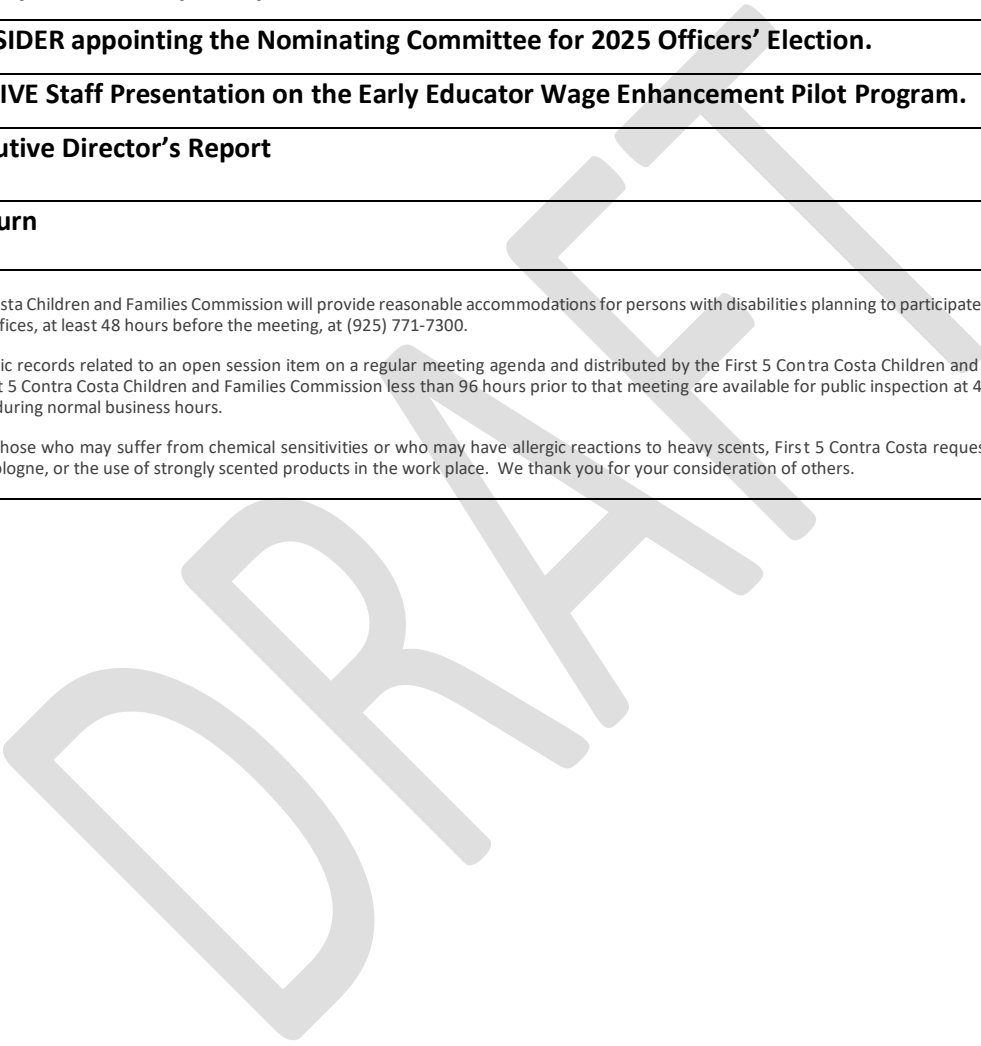 SIDER appointing the Nominating Committee for 2025 Officers’ Election.
IVE Staff Presentation on the Early Educator Wage Enhancement Pilot Program.
utive Director’s Report
urn
sta Children and Families Commission will provide reasonable accommodations for persons with disabilities planning to participate
fices, at least 48 hours before the meeting, at (925) 771-7300.
ic records related to an open session item on a regular meeting agenda and distributed by the First 5 Contra Costa Children and
t 5 Contra Costa Children and Families Commission less than 96 hours prior to that meeting are available for public inspection at 4
during normal business hours.
hose who may suffer from chemical sensitivities or who may have allergic reactions to heavy scents, First 5 Contra Costa reques
ologne, or the use of strongly scented products in the work place. We thank you for your consideration of others.
DRAFT